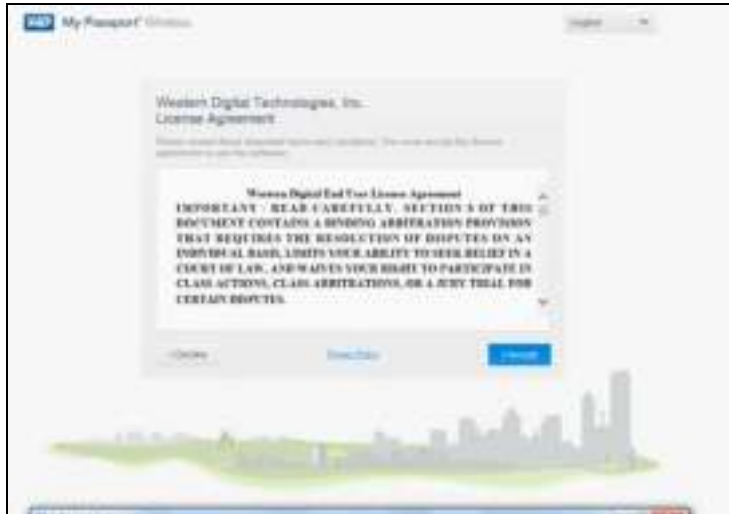 WD My Passport Wireless
English
Western Digital Technologies, Inc.
License Agreement
Western Digital End User License Agreement
IMPORTANT - READ CAREFULLY. SECTION 8 OF THIS
DOCUMENT CONTAINS A BINDING ARBITRATION PROVISION
THAT REQUIRES THE RESOLUTION OF DISPUTES ON AN
INDIVIDUAL BASIS, LIMITS YOUR ABILITY TO SEEK RELIEF IN A
COURT OF LAW, AND WAIVES YOUR RIGHT TO PARTICIPATE IN
CLASS ACTIONS, CLASS ARBITRATIONS, OR A JURY TRIAL FOR
CERTAIN DISPUTES.
I Decline
Privacy Policy
I Accept